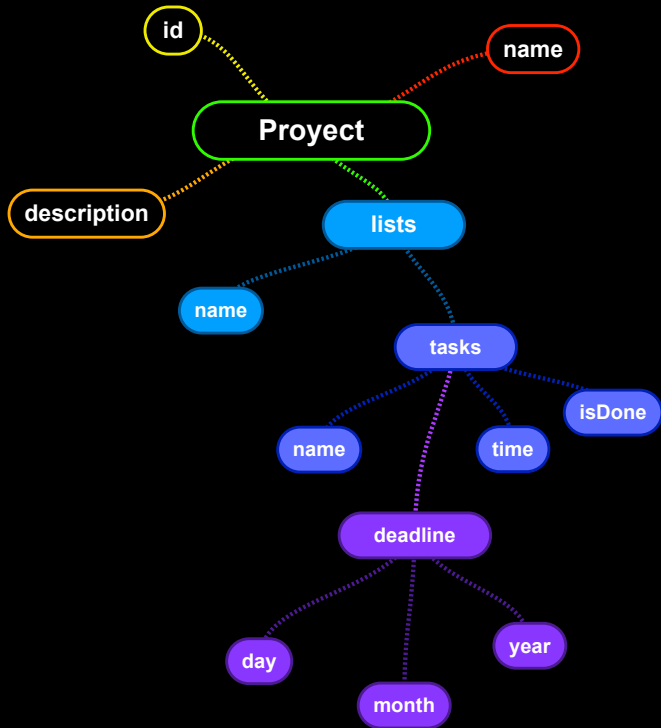 id
name
Proyect
description
lists
name
tasks
isDone
name
time
deadline
year
day
month